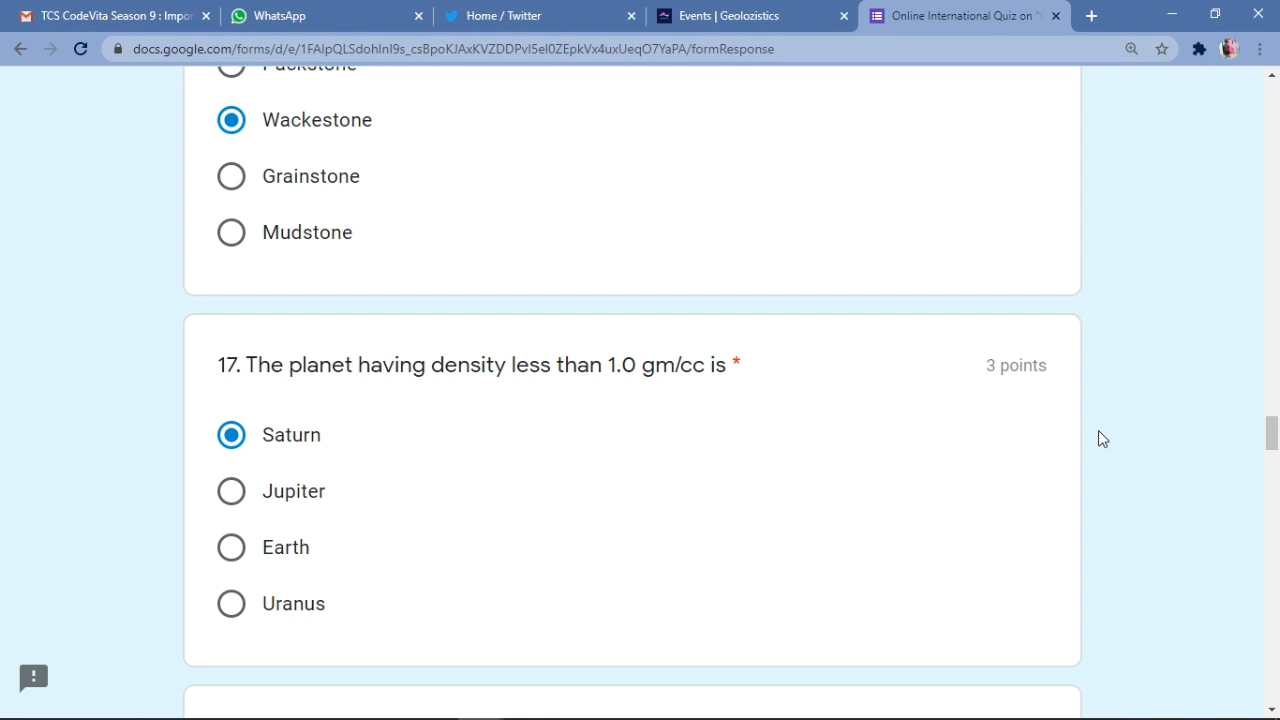 TCS CodeVita Season 9 : Impo
WhatsApp
Home / Twitter
Events | Geolozistics
Online International Quiz on "
docs.google.com/forms/d/e/1FAIpQLSdohInI9s_csBpoKJAxKVZDDPvI5eI0ZEpkVx4uxUeqO7YaPA/formResponse
Packstone
Wackestone
Grainstone
Mudstone
17. The planet having density less than 1.0 gm/cc is *
3 points
Saturn
Jupiter
Earth
Uranus